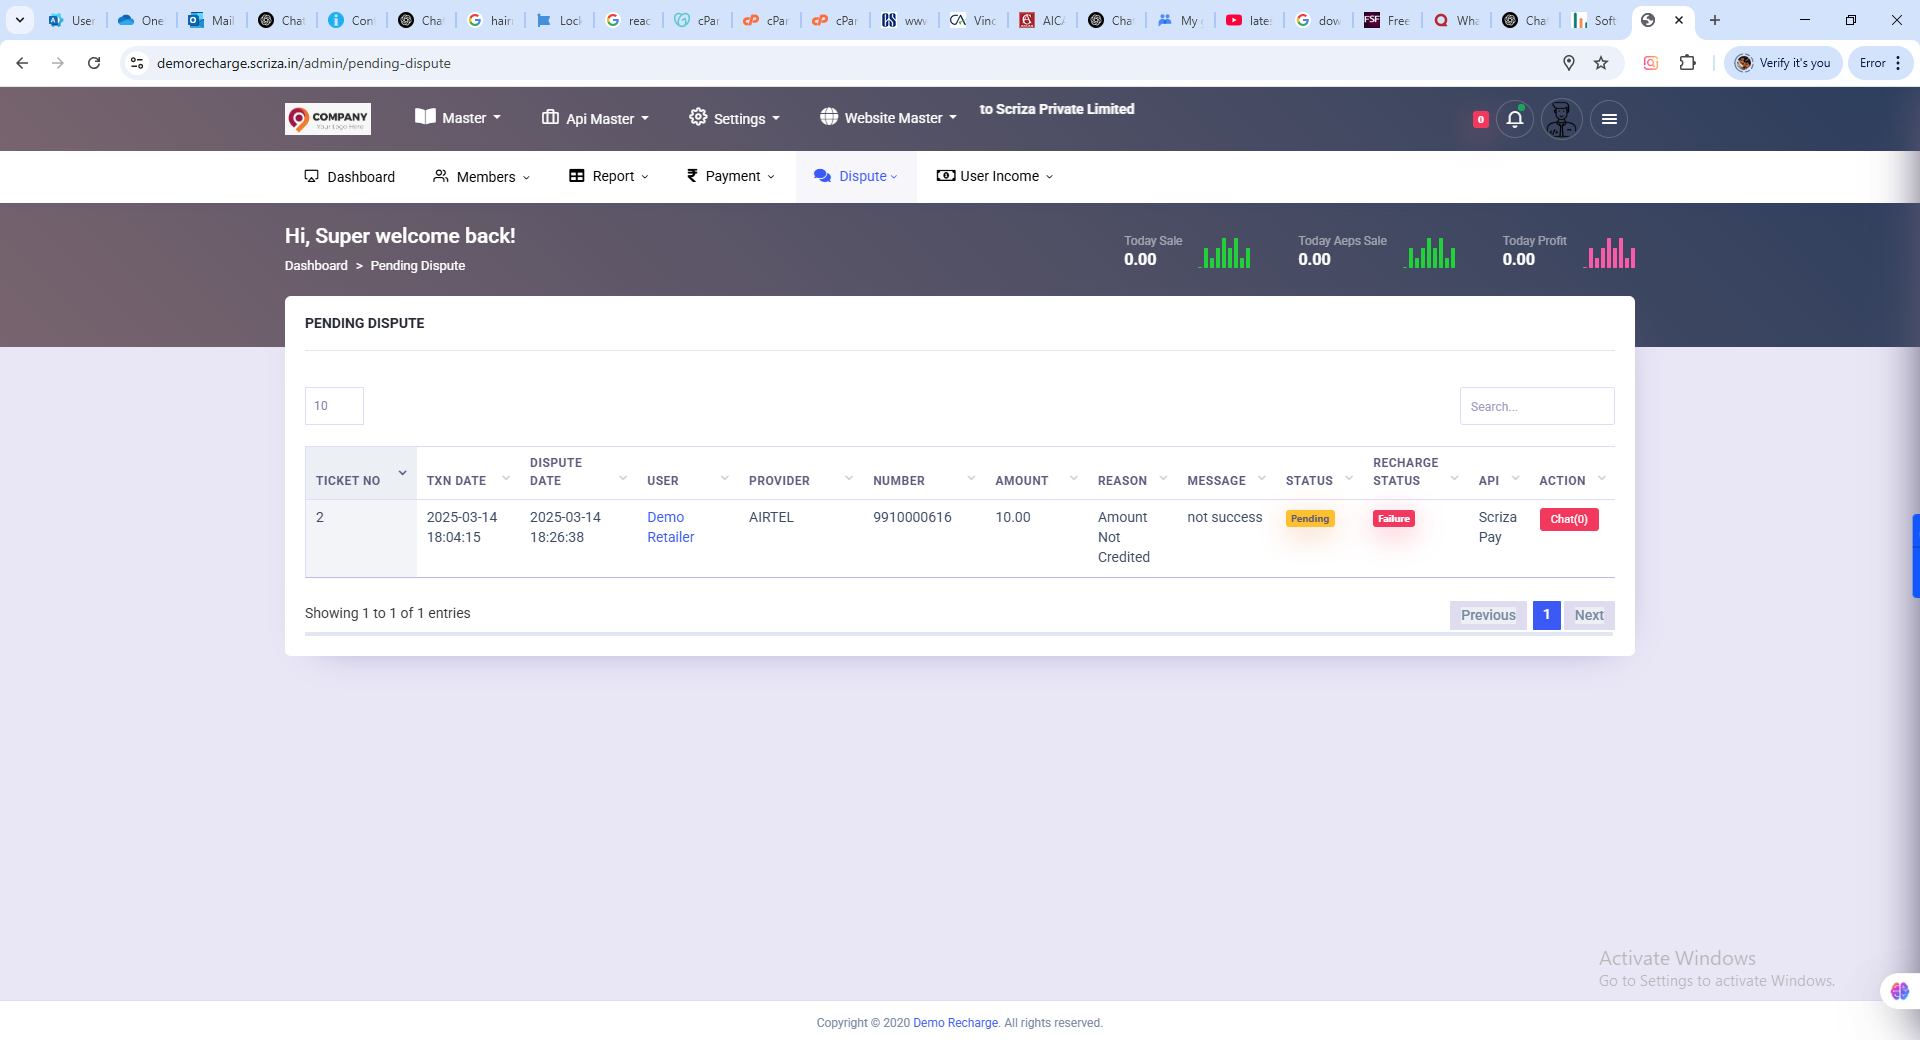 User
One
Mail
Chat
Con
Chat
hair
Lock
reac
cPar
cPar
cPar
www
Vinc
AICA
Chat
My
late
dow
Free
Wha
Chat
Soft
demorecharge.scriza.in/admin/pending-dispute
Verify it's you
Error
COMPANY
Your Logo Here
Master
Api Master
Settings
Website Master
to Scriza Private Limited
0
Dashboard
Members
Report
Payment
Dispute
User Income
Hi, Super welcome back!
Dashboard > Pending Dispute
Today Sale
0.00
Today Aeps Sale
0.00
Today Profit
0.00
PENDING DISPUTE
10
Search...
TICKET NO
TXN DATE
DISPUTE
DATE
USER
PROVIDER
NUMBER
AMOUNT
REASON
MESSAGE
STATUS
RECHARGE
STATUS
API
ACTION
2
2025-03-14
18:04:15
2025-03-14
18:26:38
Demo
Retailer
AIRTEL
9910000616
10.00
Amount
Not
Credited
not success
Pending
Failure
Scriza
Pay
Chat(0)
Showing 1 to 1 of 1 entries
Previous
1
Next
Activate Windows
Go to Settings to activate Windows.
Copyright © 2020 Demo Recharge. All rights reserved.